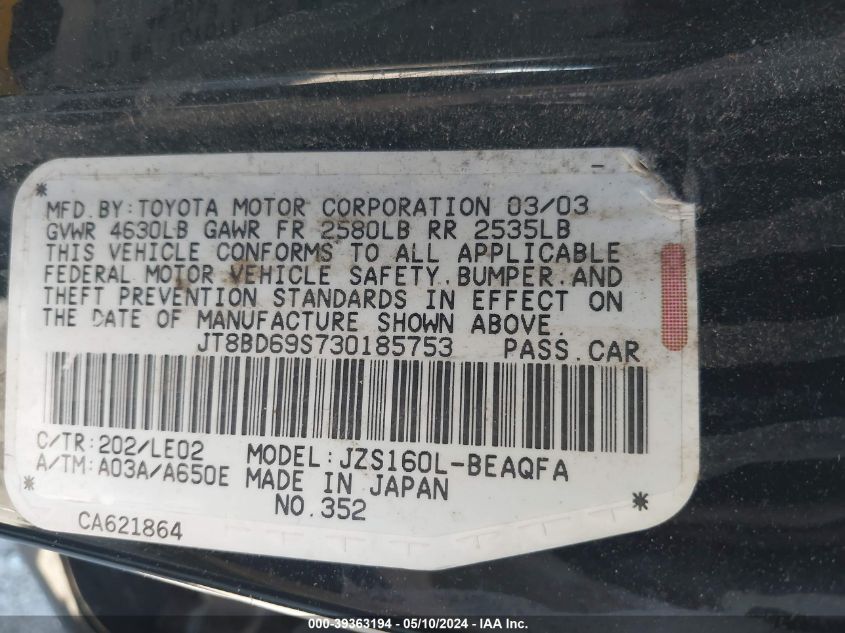 MFD. BY: TOYOTA MOTOR CORPORATION 03/03
GVWR 4630LB GAWR FR 2580LB RR 2535LB
THIS VEHICLE CONFORMS TO ALL APPLICABLE
FEDERAL MOTOR VEHICLE SAFETY, BUMPER, AND
THEFT PREVENTION STANDARDS IN EFFECT ON
THE DATE OF MANUFACTURE SHOWN ABOVE.
JT8BD69S730185753 PASS. CAR
C/TR: 202/LE02 MODEL: JZS160L-BEAQFA
A/TM: A03A/A650E MADE IN JAPAN
NO. 352
CA621864
000-39363194 - 05/10/2024 - IAA Inc.